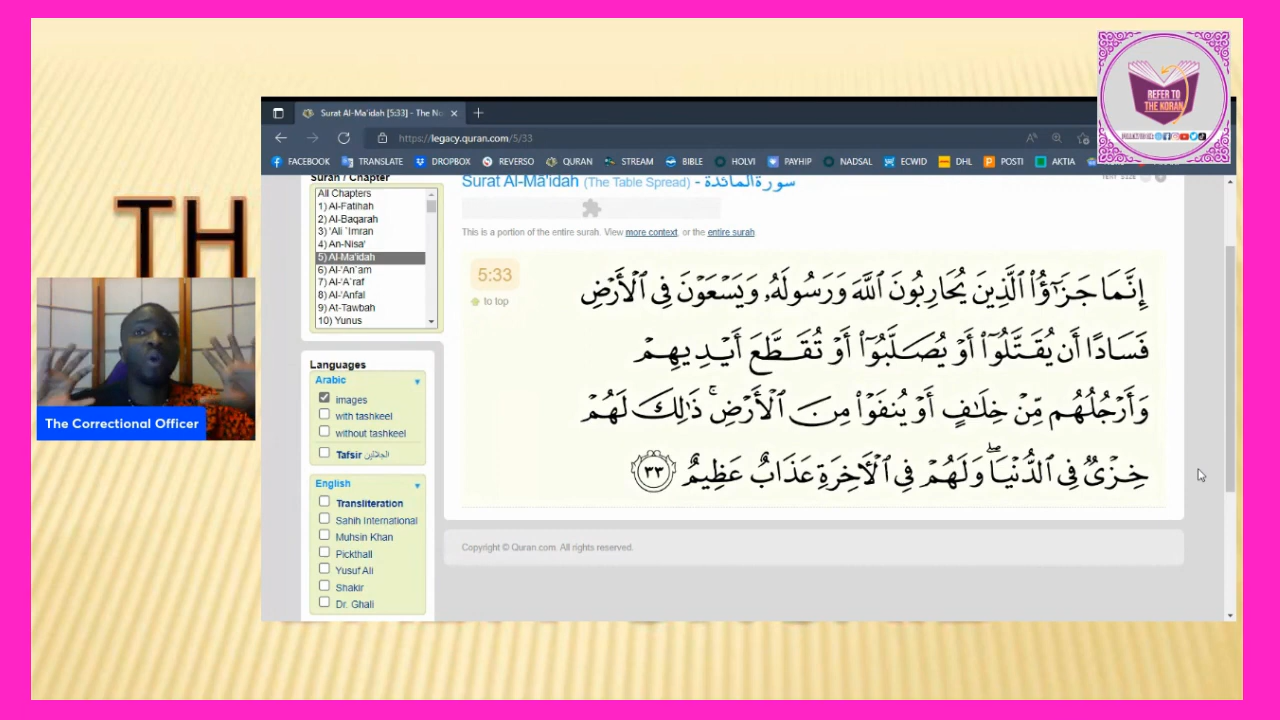 REFER TO
THE KORAN
TH
Surat Al-Ma'idah [5:33] - The No
https://legacy.quran.com/5/33
FACEBOOK TRANSLATE DROPBOX REVERSO QURAN STREAM BIBLE HOLVI PAYHIP NADSAL ECWID DHL POSTI AKTIA
Surah / Chapter
All Chapters
1) Al-Fatihah
2) Al-Baqarah
3) 'Ali `Imran
4) An-Nisa'
5) Al-Ma'idah
6) Al-'An`am
7) Al-'A`raf
8) Al-'Anfal
9) At-Tawbah
10) Yunus
Languages
Arabic
images
with tashkeel
without tashkeel
Tafsir الجلالين
English
Transliteration
Sahih International
Muhsin Khan
Pickthall
Yusuf Ali
Shakir
Dr. Ghali
Surat Al-Mā'idah (The Table Spread) - سورة المائدة
TEXT SIZE
This is a portion of the entire surah. View more context, or the entire surah
5:33
to top
إِنَّمَا جَزَٰٓؤُا۟ ٱلَّذِينَ يُحَارِبُونَ ٱللَّهَ وَرَسُولَهُۥ وَيَسْعَوْنَ فِى ٱلْأَرْضِ
فَسَادًا أَن يُقَتَّلُوٓا۟ أَوْ يُصَلَّبُوٓا۟ أَوْ تُقَطَّعَ أَيْدِيهِمْ
وَأَرْجُلُهُم مِّنْ خِلَـٰفٍ أَوْ يُنفَوْا۟ مِنَ ٱلْأَرْضِ ۚ ذَٰلِكَ لَهُمْ
خِزْىٌ فِى ٱلدُّنْيَا ۖ وَلَهُمْ فِى ٱلْـَٔاخِرَةِ عَذَابٌ عَظِيمٌ ٣٣
Copyright © Quran.com. All rights reserved.
The Correctional Officer